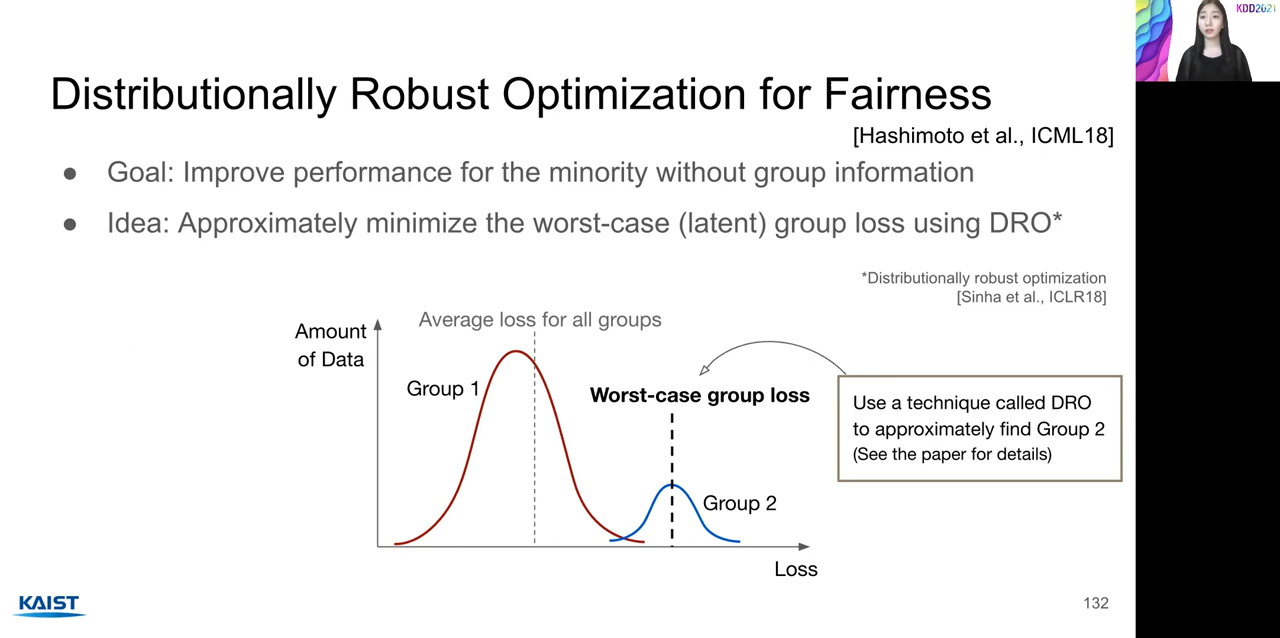 KDD2021
Distributionally Robust Optimization for Fairness
[Hashimoto et al., ICML18]
● Goal: Improve performance for the minority without group information
● Idea: Approximately minimize the worst-case (latent) group loss using DRO*
*Distributionally robust optimization
[Sinha et al., ICLR18]
Amount
of Data
Average loss for all groups
Group 1
Worst-case group loss
Use a technique called DRO
to approximately find Group 2
(See the paper for details)
Group 2
Loss
KAIST
132